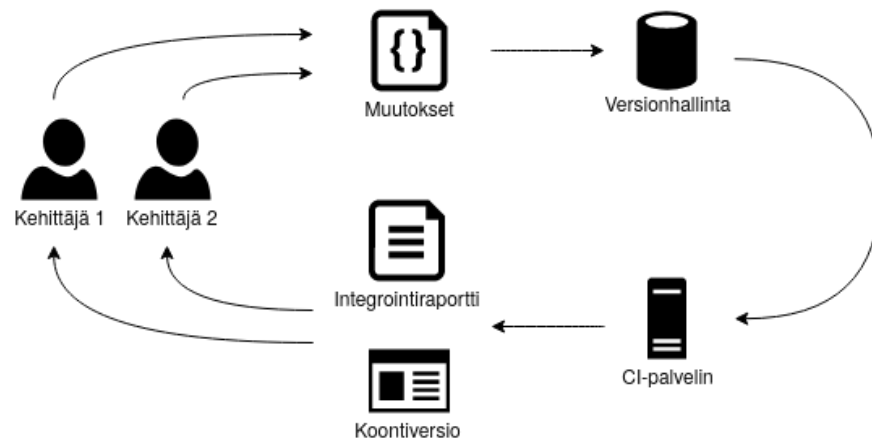 Muutokset
Versionhallinta
Kehittäjä 1
Kehittäjä 2
Integrointiraportti
CI-palvelin
Koontiversio